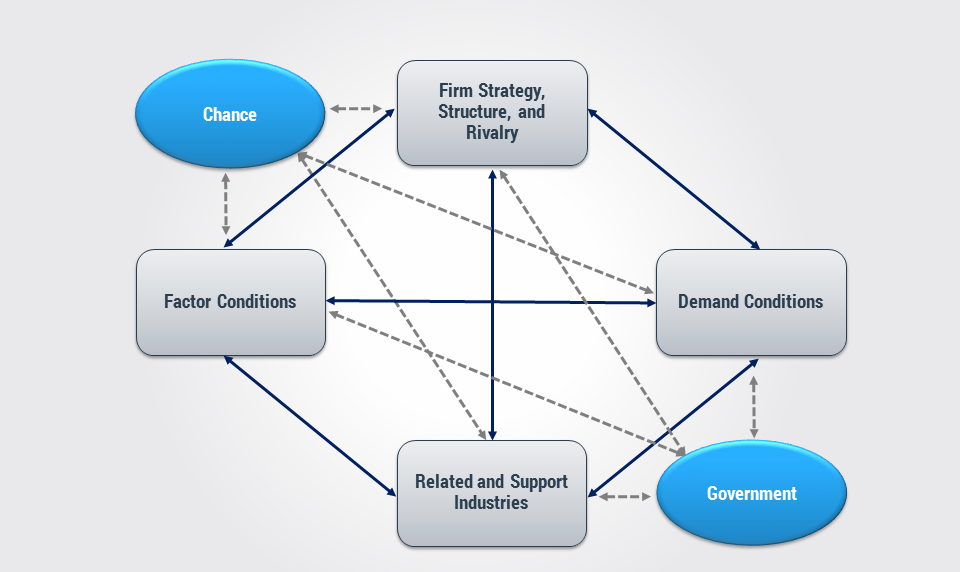 Chance
Firm Strategy,
Structure, and
Rivalry
Factor Conditions
Demand Conditions
Related and Support
Industries
Government